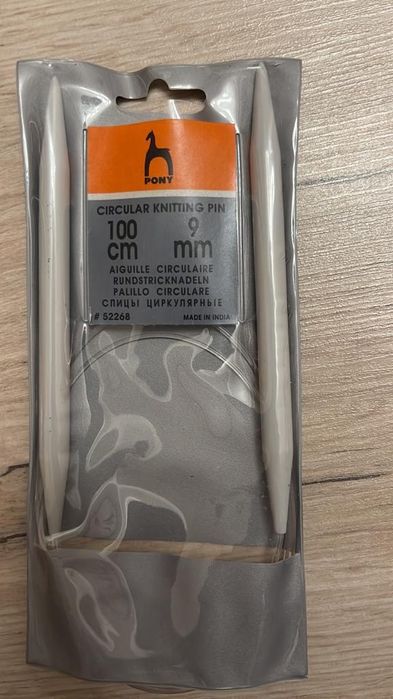 PONY
CIRCULAR KNITTING PIN
100 9
cm mm
AIGUILLE CIRCULAIRE
RUNDSTRICKNADELN
PALILLO CIRCULARE
СПИЦЫ ЦИРКУЛЯРНЫЕ
# 52268 MADE IN INDIA